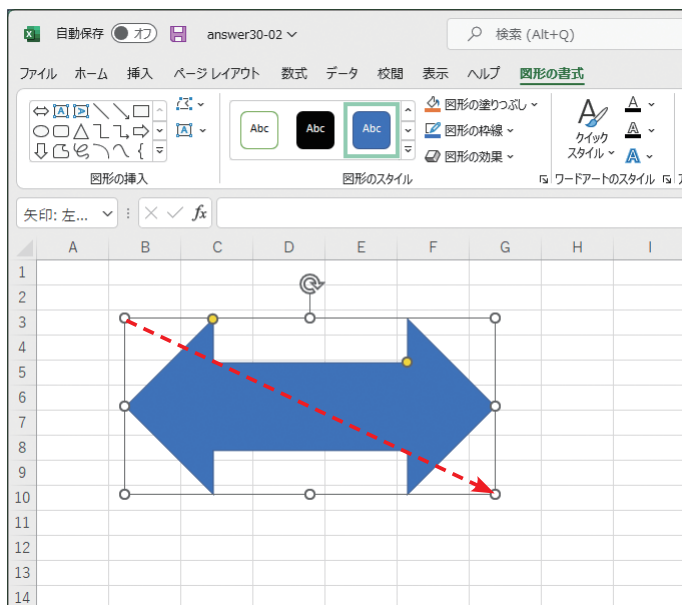 自動保存 オフ answer30-02 検索 (Alt+Q)
ファイル ホーム 挿入 ページ レイアウト 数式 データ 校閲 表示 ヘルプ 図形の書式
Abc Abc Abc
図形の塗りつぶし
図形の枠線
図形の効果
クイック
スタイル
A
A
A
A
図形の挿入 図形のスタイル ワードアートのスタイル
矢印: 左... fx
A B C D E F G H I
1
2
3
4
5
6
7
8
9
10
11
12
13
14